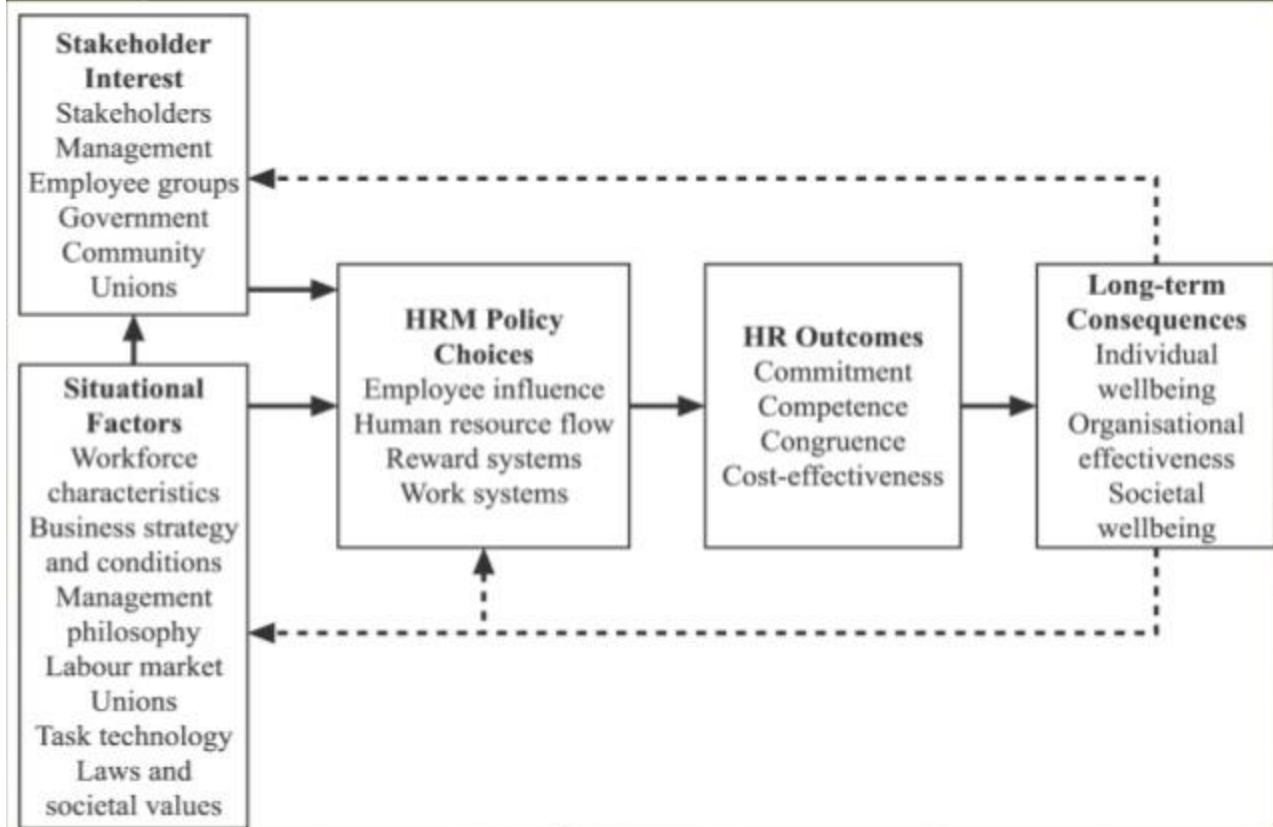 Stakeholder
Interest
Stakeholders
Management
Employee groups
Government
Community
Unions
Situational
Factors
Workforce
characteristics
Business strategy
and conditions
Management
philosophy
Labour market
Unions
Task technology
Laws and
societal values
HRM Policy
Choices
Employee influence
Human resource flow
Reward systems
Work systems
HR Outcomes
Commitment
Competence
Congruence
Cost-effectiveness
Long-term
Consequences
Individual
wellbeing
Organisational
effectiveness
Societal
wellbeing